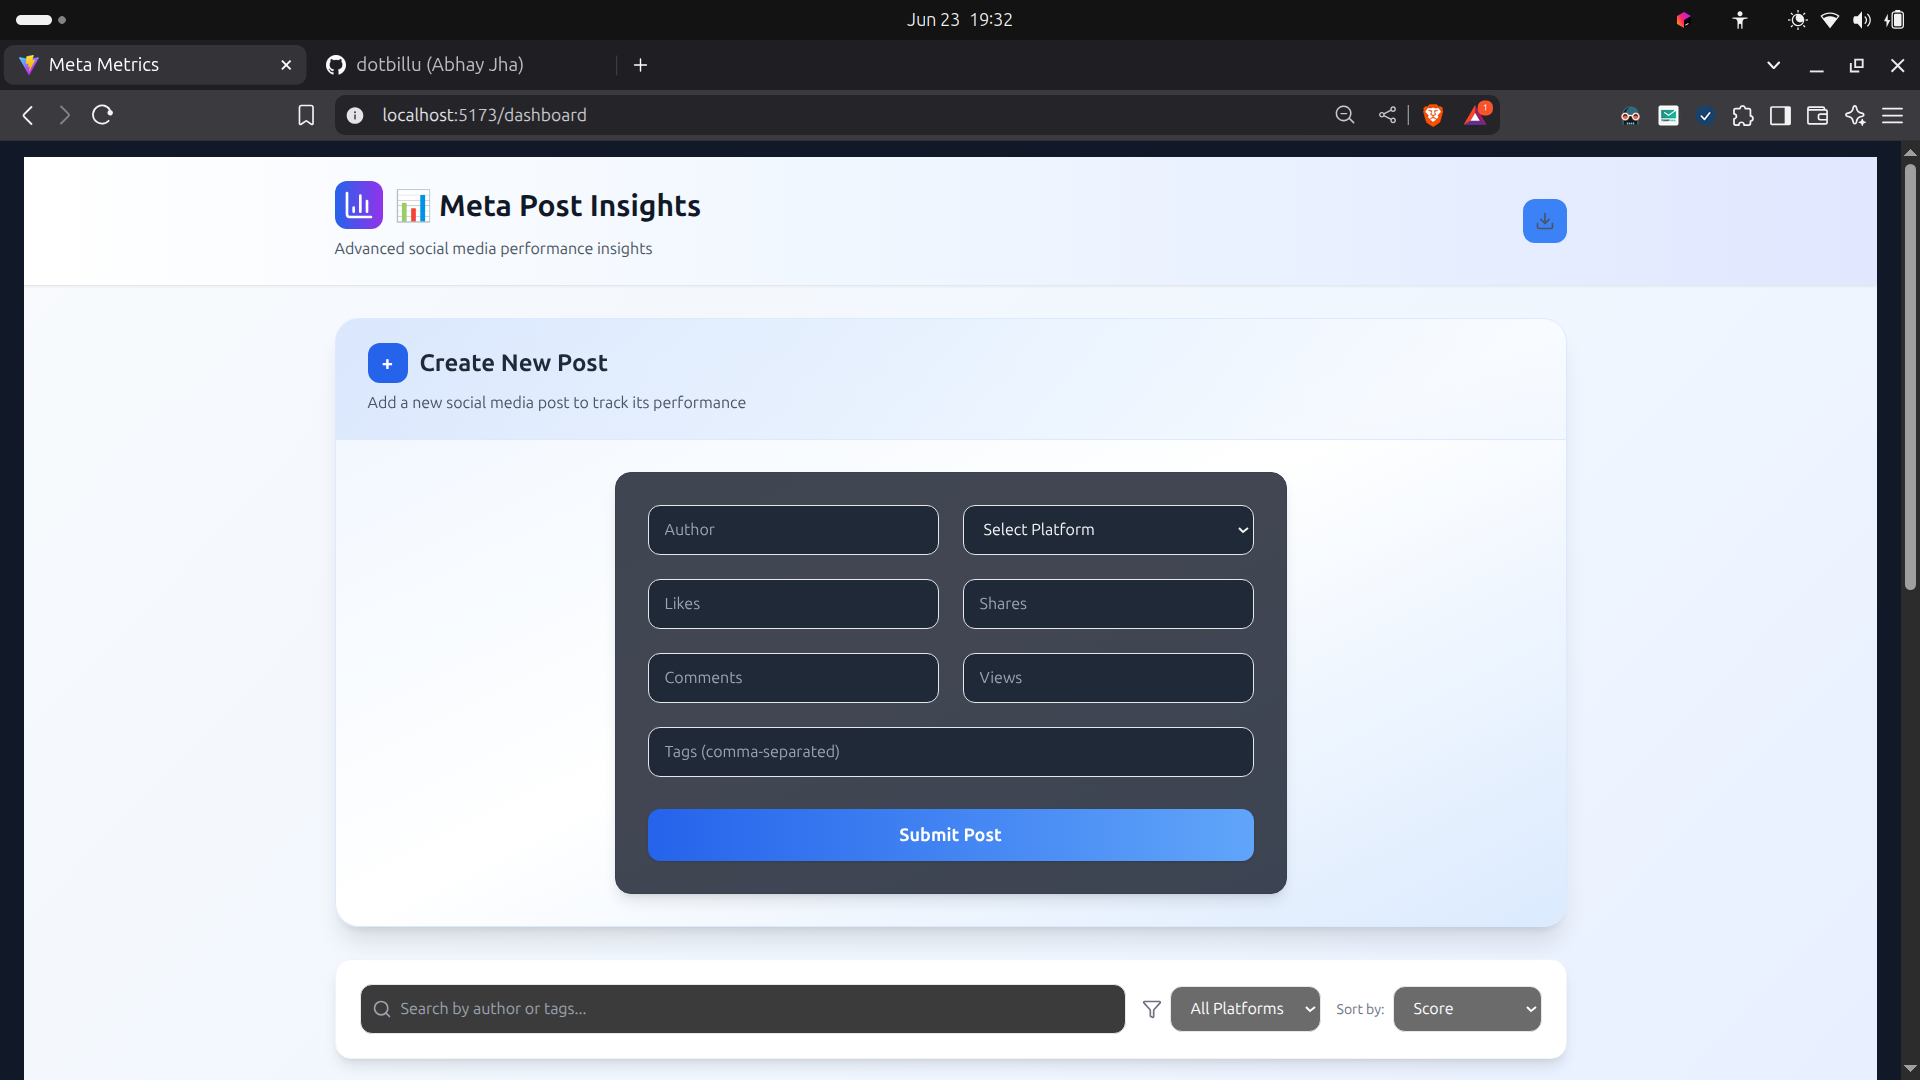 Jun 23 19:32
Meta Metrics
dotbillu (Abhay Jha)
localhost:5173/dashboard
1
Meta Post Insights
Advanced social media performance insights
+ Create New Post
Add a new social media post to track its performance
Author
Select Platform
Likes
Shares
Comments
Views
Tags (comma-separated)
Submit Post
Search by author or tags...
All Platforms
Sort by:
Score